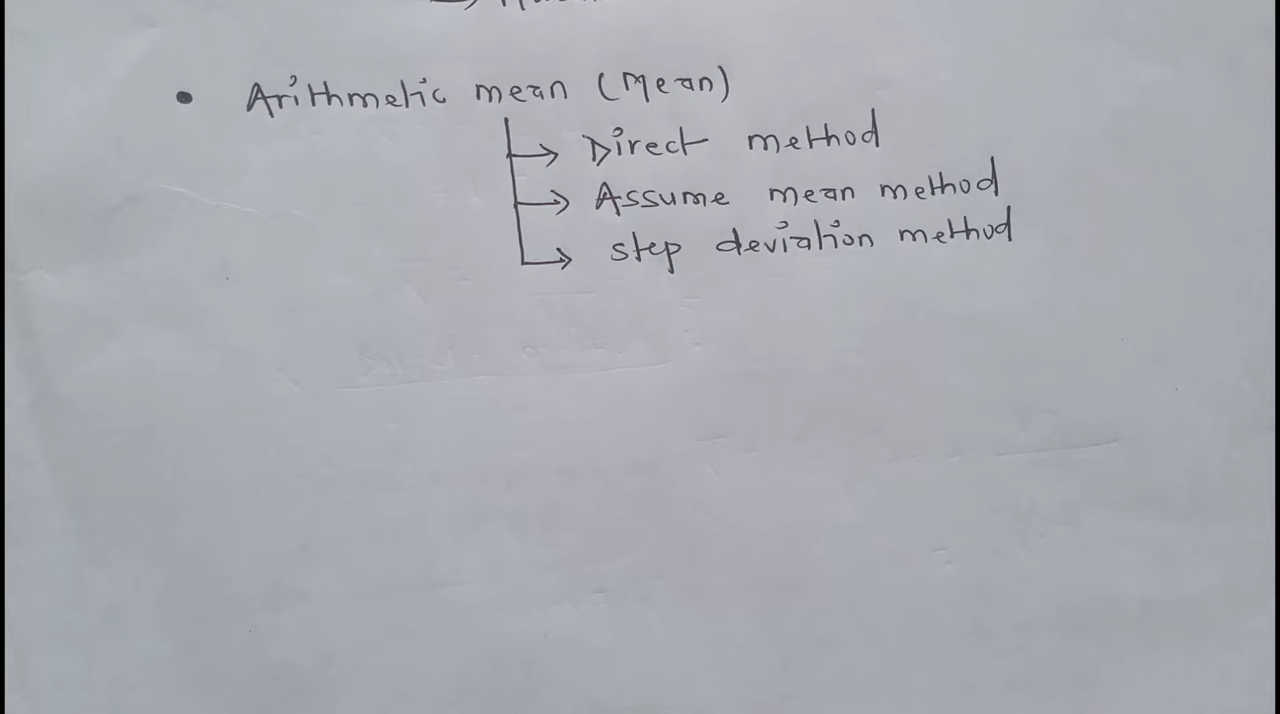 • Arithmetic mean (Mean)
→ Direct method
→ Assume mean method
→ step deviation method